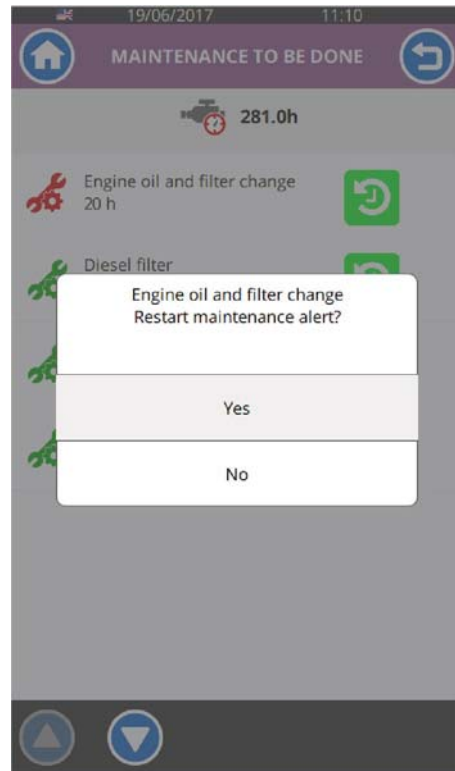 19/06/2017 11:10
MAINTENANCE TO BE DONE
281.0h
Engine oil and filter change
20 h
Diesel filter
Engine oil and filter change
Restart maintenance alert?
Yes
No